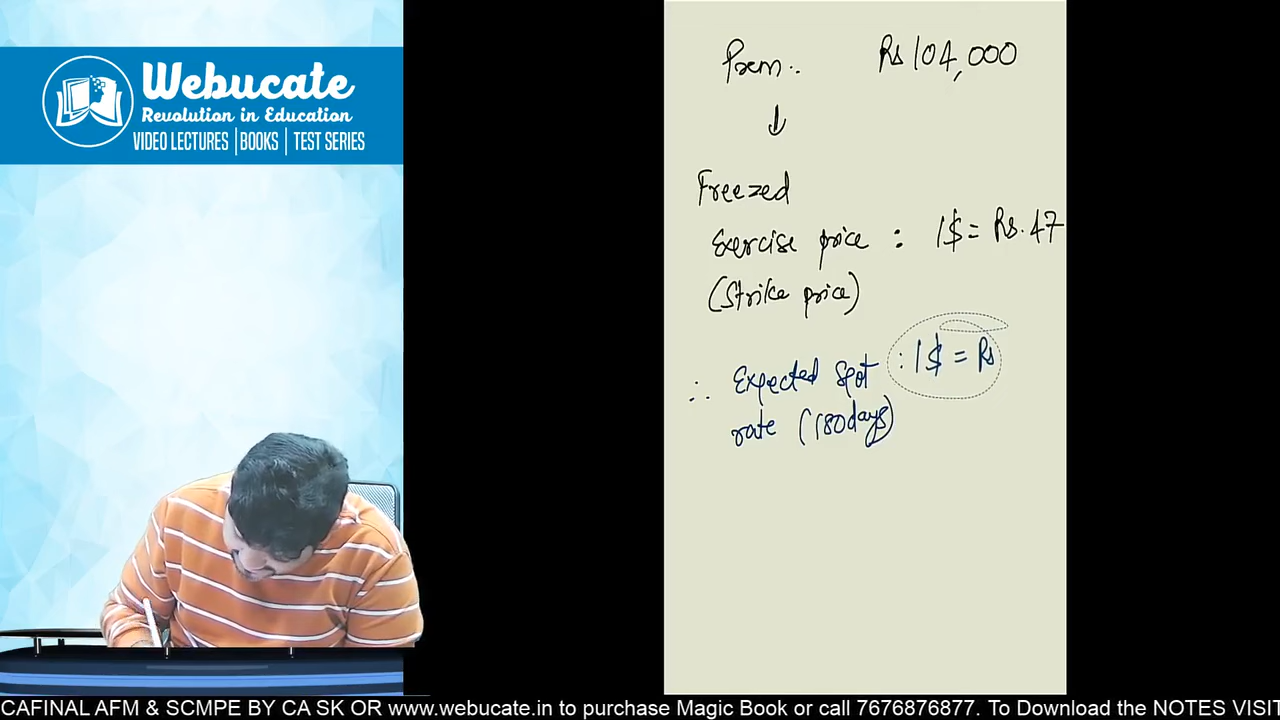 Webucate
Revolution in Education
VIDEO LECTURES | BOOKS | TEST SERIES
Prem :. Rs 104,000
Freezed
Exercise price : 1$ = Rs. 47
(Strike price)
∴ Expected spot : 1$ = Rs
rate (180 days)
CAFINAL AFM & SCMPE BY CA SK OR www.webucate.in to purchase Magic Book or call 7676876877. To Download the NOTES VISIT